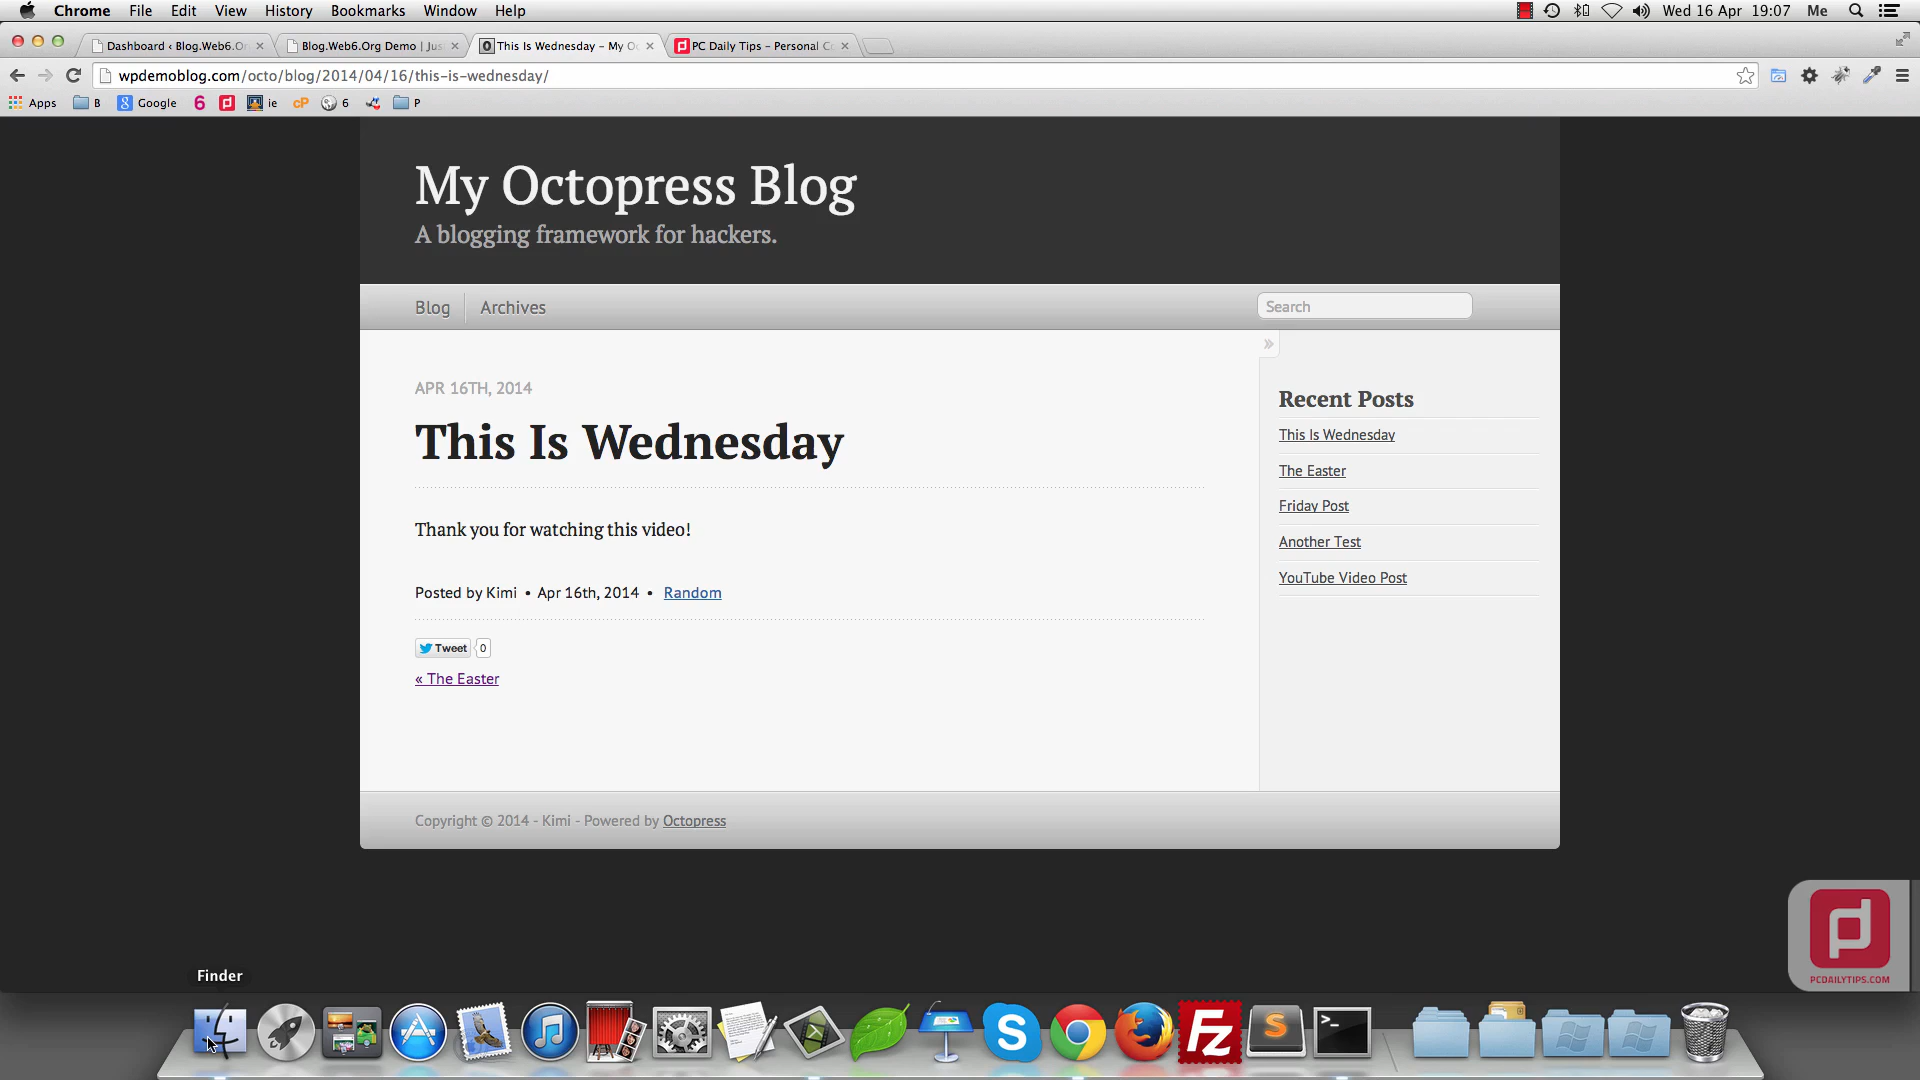 Chrome File Edit View History Bookmarks Window Help Wed 16 Apr 19:07 Me
Dashboard ‹ Blog.Web6.Or Blog.Web6.Org Demo | Jus This Is Wednesday – My Oc PC Daily Tips – Personal C
wpdemoblog.com/octo/blog/2014/04/16/this-is-wednesday/
Apps B Google 6 ie cP 6 P
My Octopress Blog
A blogging framework for hackers.
Blog Archives Search
»
APR 16TH, 2014
This Is Wednesday
Thank you for watching this video!
Posted by Kimi • Apr 16th, 2014 • Random
Tweet 0
« The Easter
Recent Posts
This Is Wednesday
The Easter
Friday Post
Another Test
YouTube Video Post
Copyright © 2014 - Kimi - Powered by Octopress
PCDAILYTIPS.COM
Finder